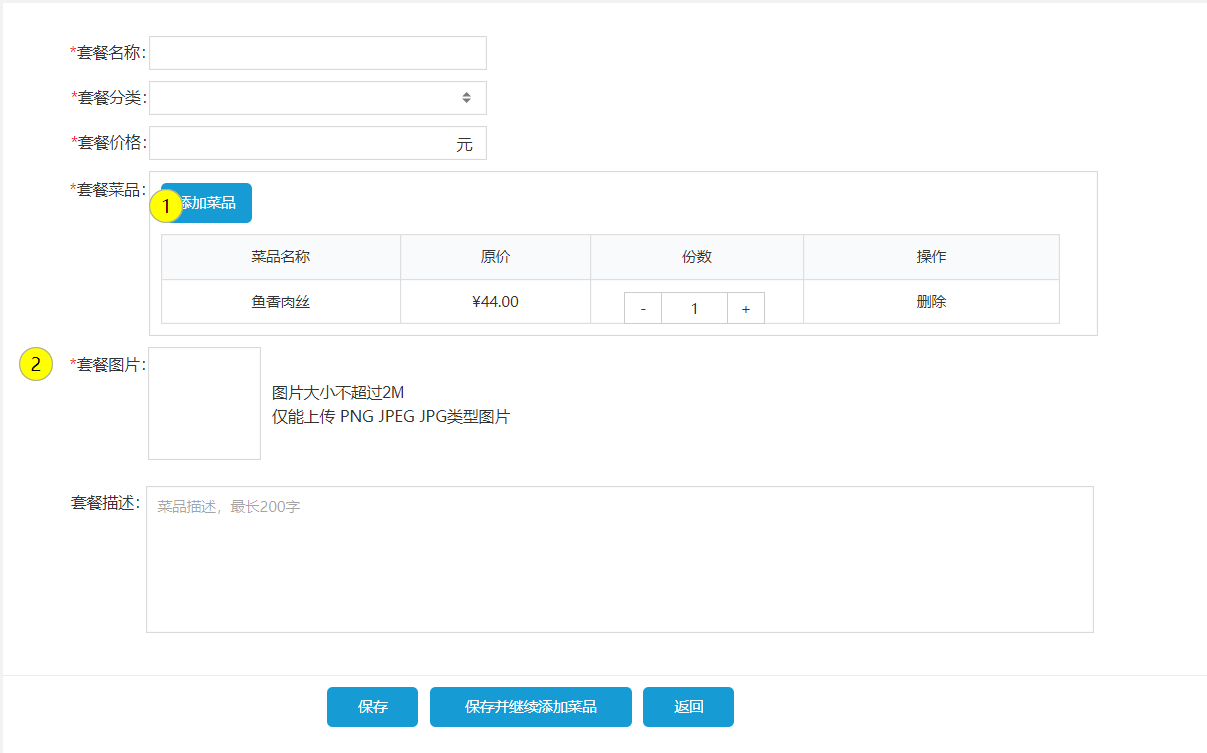 *套餐名称:
*套餐分类:
*套餐价格: 元
*套餐菜品:
1 添加菜品
菜品名称 原价 份数 操作
鱼香肉丝 ¥44.00 - 1 + 删除
2 *套餐图片:
图片大小不超过2M
仅能上传 PNG JPEG JPG类型图片
套餐描述: 菜品描述，最长200字
保存 保存并继续添加菜品 返回